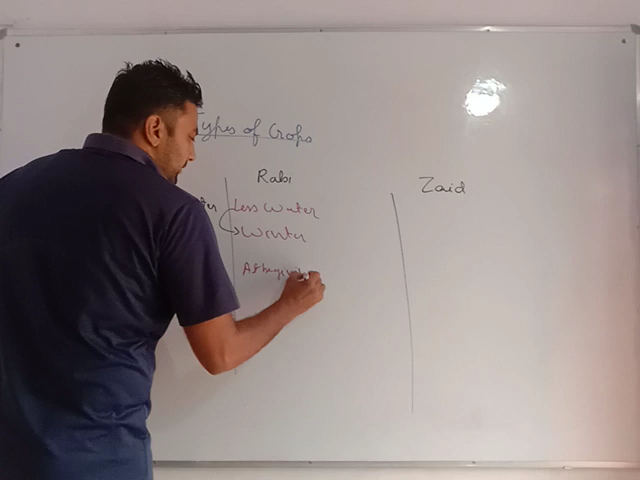 Types of Crops
Rabi
Zaid
Less Water
Winter